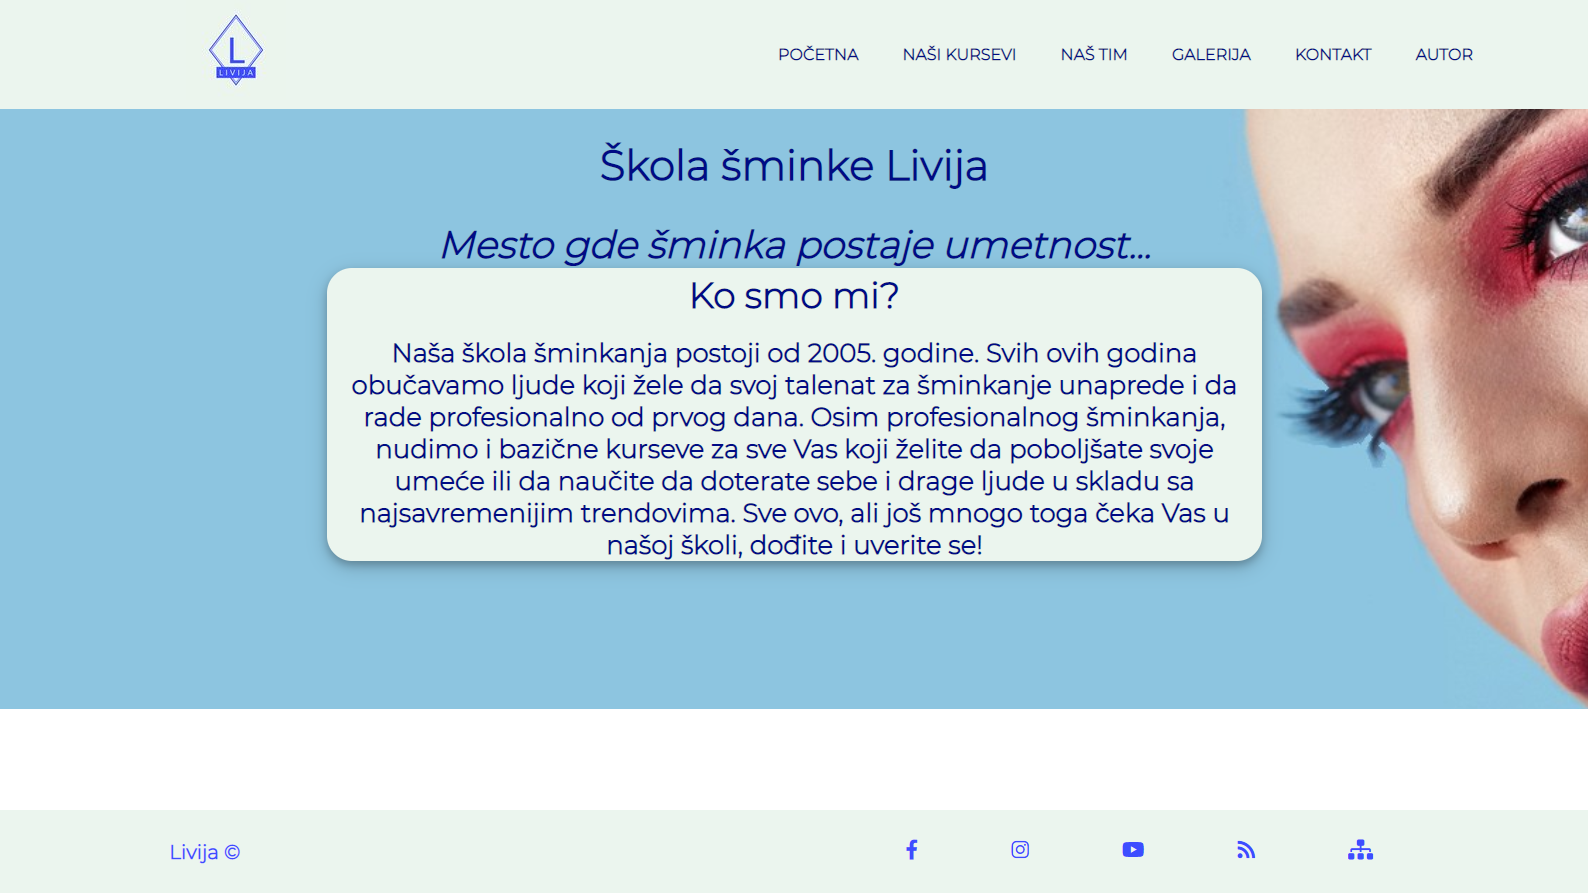 L
LIVIJA
POČETNA
NAŠI KURSEVI
NAŠ TIM
GALERIJA
KONTAKT
AUTOR
Škola šminke Livija
Mesto gde šminka postaje umetnost...
Ko smo mi?
Naša škola šminkanja postoji od 2005. godine. Svih ovih godina
obučavamo ljude koji žele da svoj talenat za šminkanje unaprede i da
rade profesionalno od prvog dana. Osim profesionalnog šminkanja,
nudimo i bazične kurseve za sve Vas koji želite da poboljšate svoje
umeće ili da naučite da doterate sebe i drage ljude u skladu sa
najsavremenijim trendovima. Sve ovo, ali još mnogo toga čeka Vas u
našoj školi, dođite i uverite se!
Livija ©